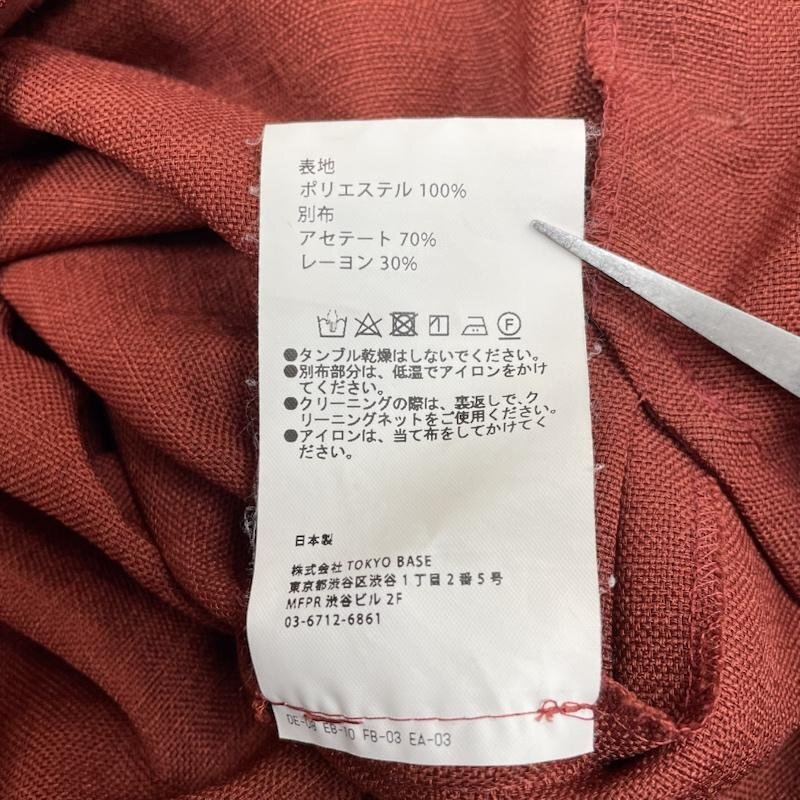 表地
ポリエステル 100%
別布
アセテート 70%
レーヨン 30%
F
●タンブル乾燥はしないでください。
●別布部分は、低温でアイロンをかけ
てください。
●クリーニングの際は、裏返しで、ク
リーニングネットをご使用ください。
●アイロンは、当て布をしてかけてく
ださい。
日本製
株式会社 TOKYO BASE
東京都渋谷区渋谷1丁目2番5号
MFPR 渋谷ビル 2F
03-6712-6861
DE-08 EB-10 FB-03 EA-03